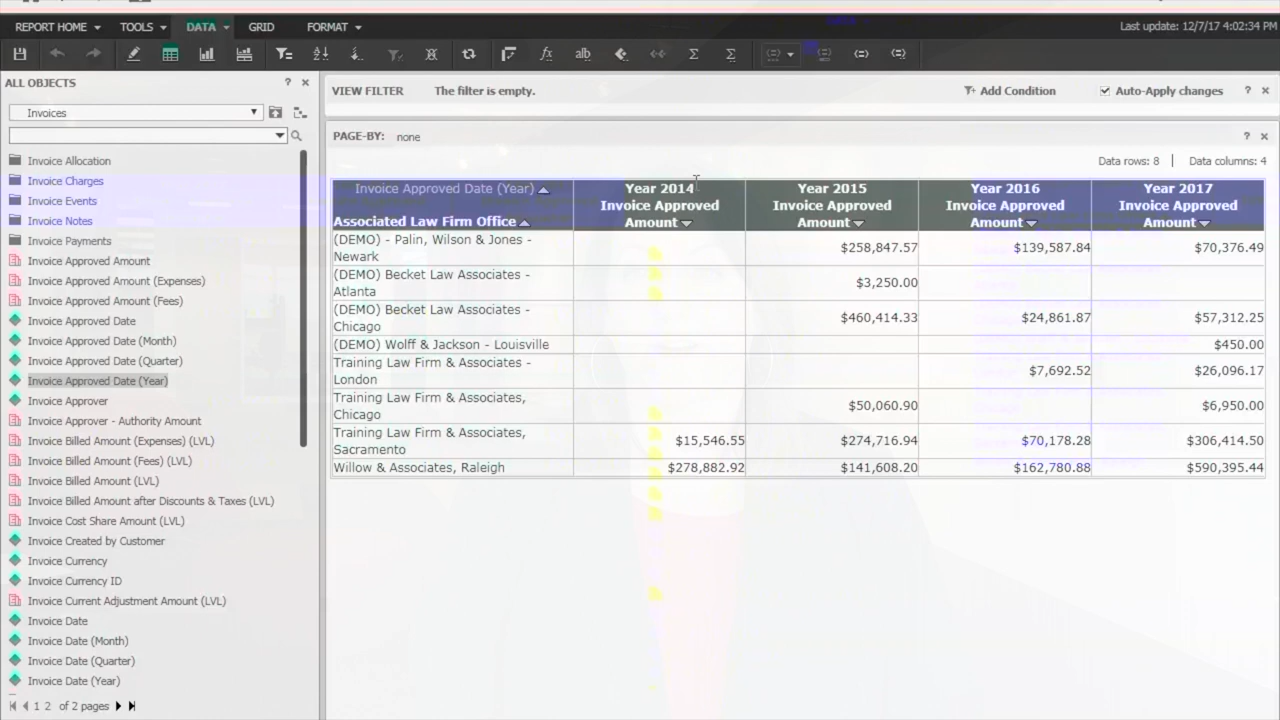 REPORT HOME TOOLS DATA GRID FORMAT Last update: 12/7/17 4:02:34 PM
ALL OBJECTS ?
Invoices
Invoice Allocation
Invoice Charges
Invoice Events
Invoice Notes
Invoice Payments
Invoice Approved Amount
Invoice Approved Amount (Expenses)
Invoice Approved Amount (Fees)
Invoice Approved Date
Invoice Approved Date (Month)
Invoice Approved Date (Quarter)
Invoice Approved Date (Year)
Invoice Approver
Invoice Approver - Authority Amount
Invoice Billed Amount (Expenses) (LVL)
Invoice Billed Amount (Fees) (LVL)
Invoice Billed Amount (LVL)
Invoice Billed Amount after Discounts & Taxes (LVL)
Invoice Cost Share Amount (LVL)
Invoice Created by Customer
Invoice Currency
Invoice Currency ID
Invoice Current Adjustment Amount (LVL)
Invoice Date
Invoice Date (Month)
Invoice Date (Quarter)
Invoice Date (Year)
1 2 of 2 pages
VIEW FILTER The filter is empty. Add Condition Auto-Apply changes ?
PAGE-BY: none ?
Data rows: 8 | Data columns: 4
Invoice Approved Date (Year) Year 2014 Year 2015 Year 2016 Year 2017
Invoice Approved Invoice Approved Invoice Approved Invoice Approved
Associated Law Firm Office Amount Amount Amount Amount
(DEMO) - Palin, Wilson & Jones -
Newark $258,847.57 $139,587.84 $70,376.49
(DEMO) Becket Law Associates -
Atlanta $3,250.00
(DEMO) Becket Law Associates -
Chicago $460,414.33 $24,861.87 $57,312.25
(DEMO) Wolff & Jackson - Louisville $450.00
Training Law Firm & Associates -
London $7,692.52 $26,096.17
Training Law Firm & Associates,
Chicago $50,060.90 $6,950.00
Training Law Firm & Associates,
Sacramento $15,546.55 $274,716.94 $70,178.28 $306,414.50
Willow & Associates, Raleigh $278,882.92 $141,608.20 $162,780.88 $590,395.44